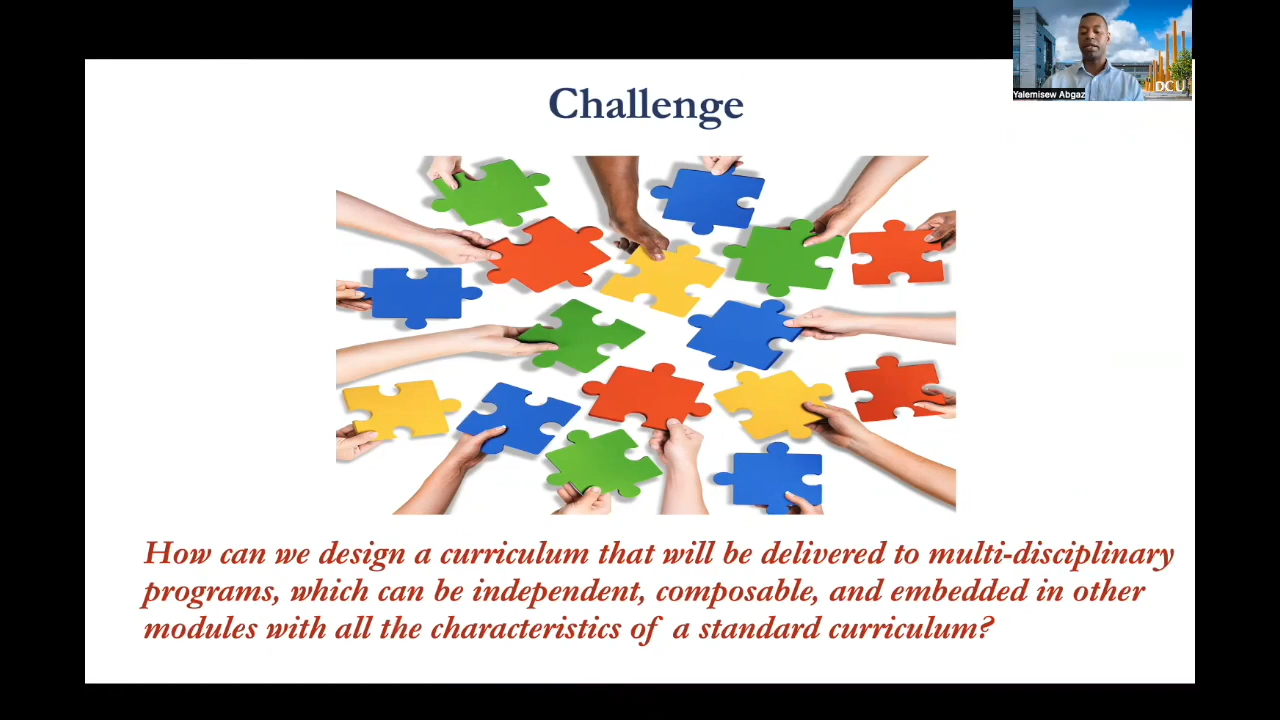 Challenge
Yalemisew Abgaz
DCU
How can we design a curriculum that will be delivered to multi-disciplinary
programs, which can be independent, composable, and embedded in other
modules with all the characteristics of a standard curriculum?